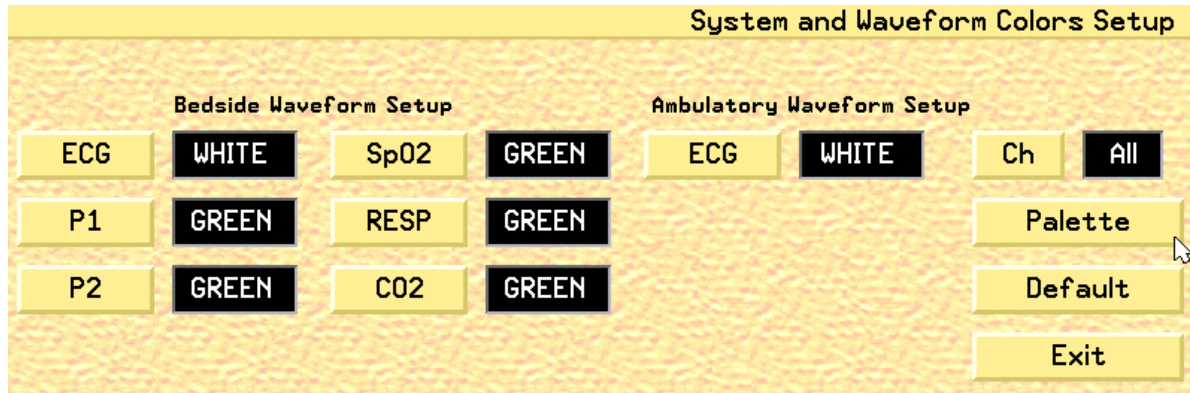 System and Waveform Colors Setup
Bedside Waveform Setup Ambulatory Waveform Setup
ECG WHITE SpO2 GREEN ECG WHITE Ch All
P1 GREEN RESP GREEN Palette
P2 GREEN CO2 GREEN Default
Exit